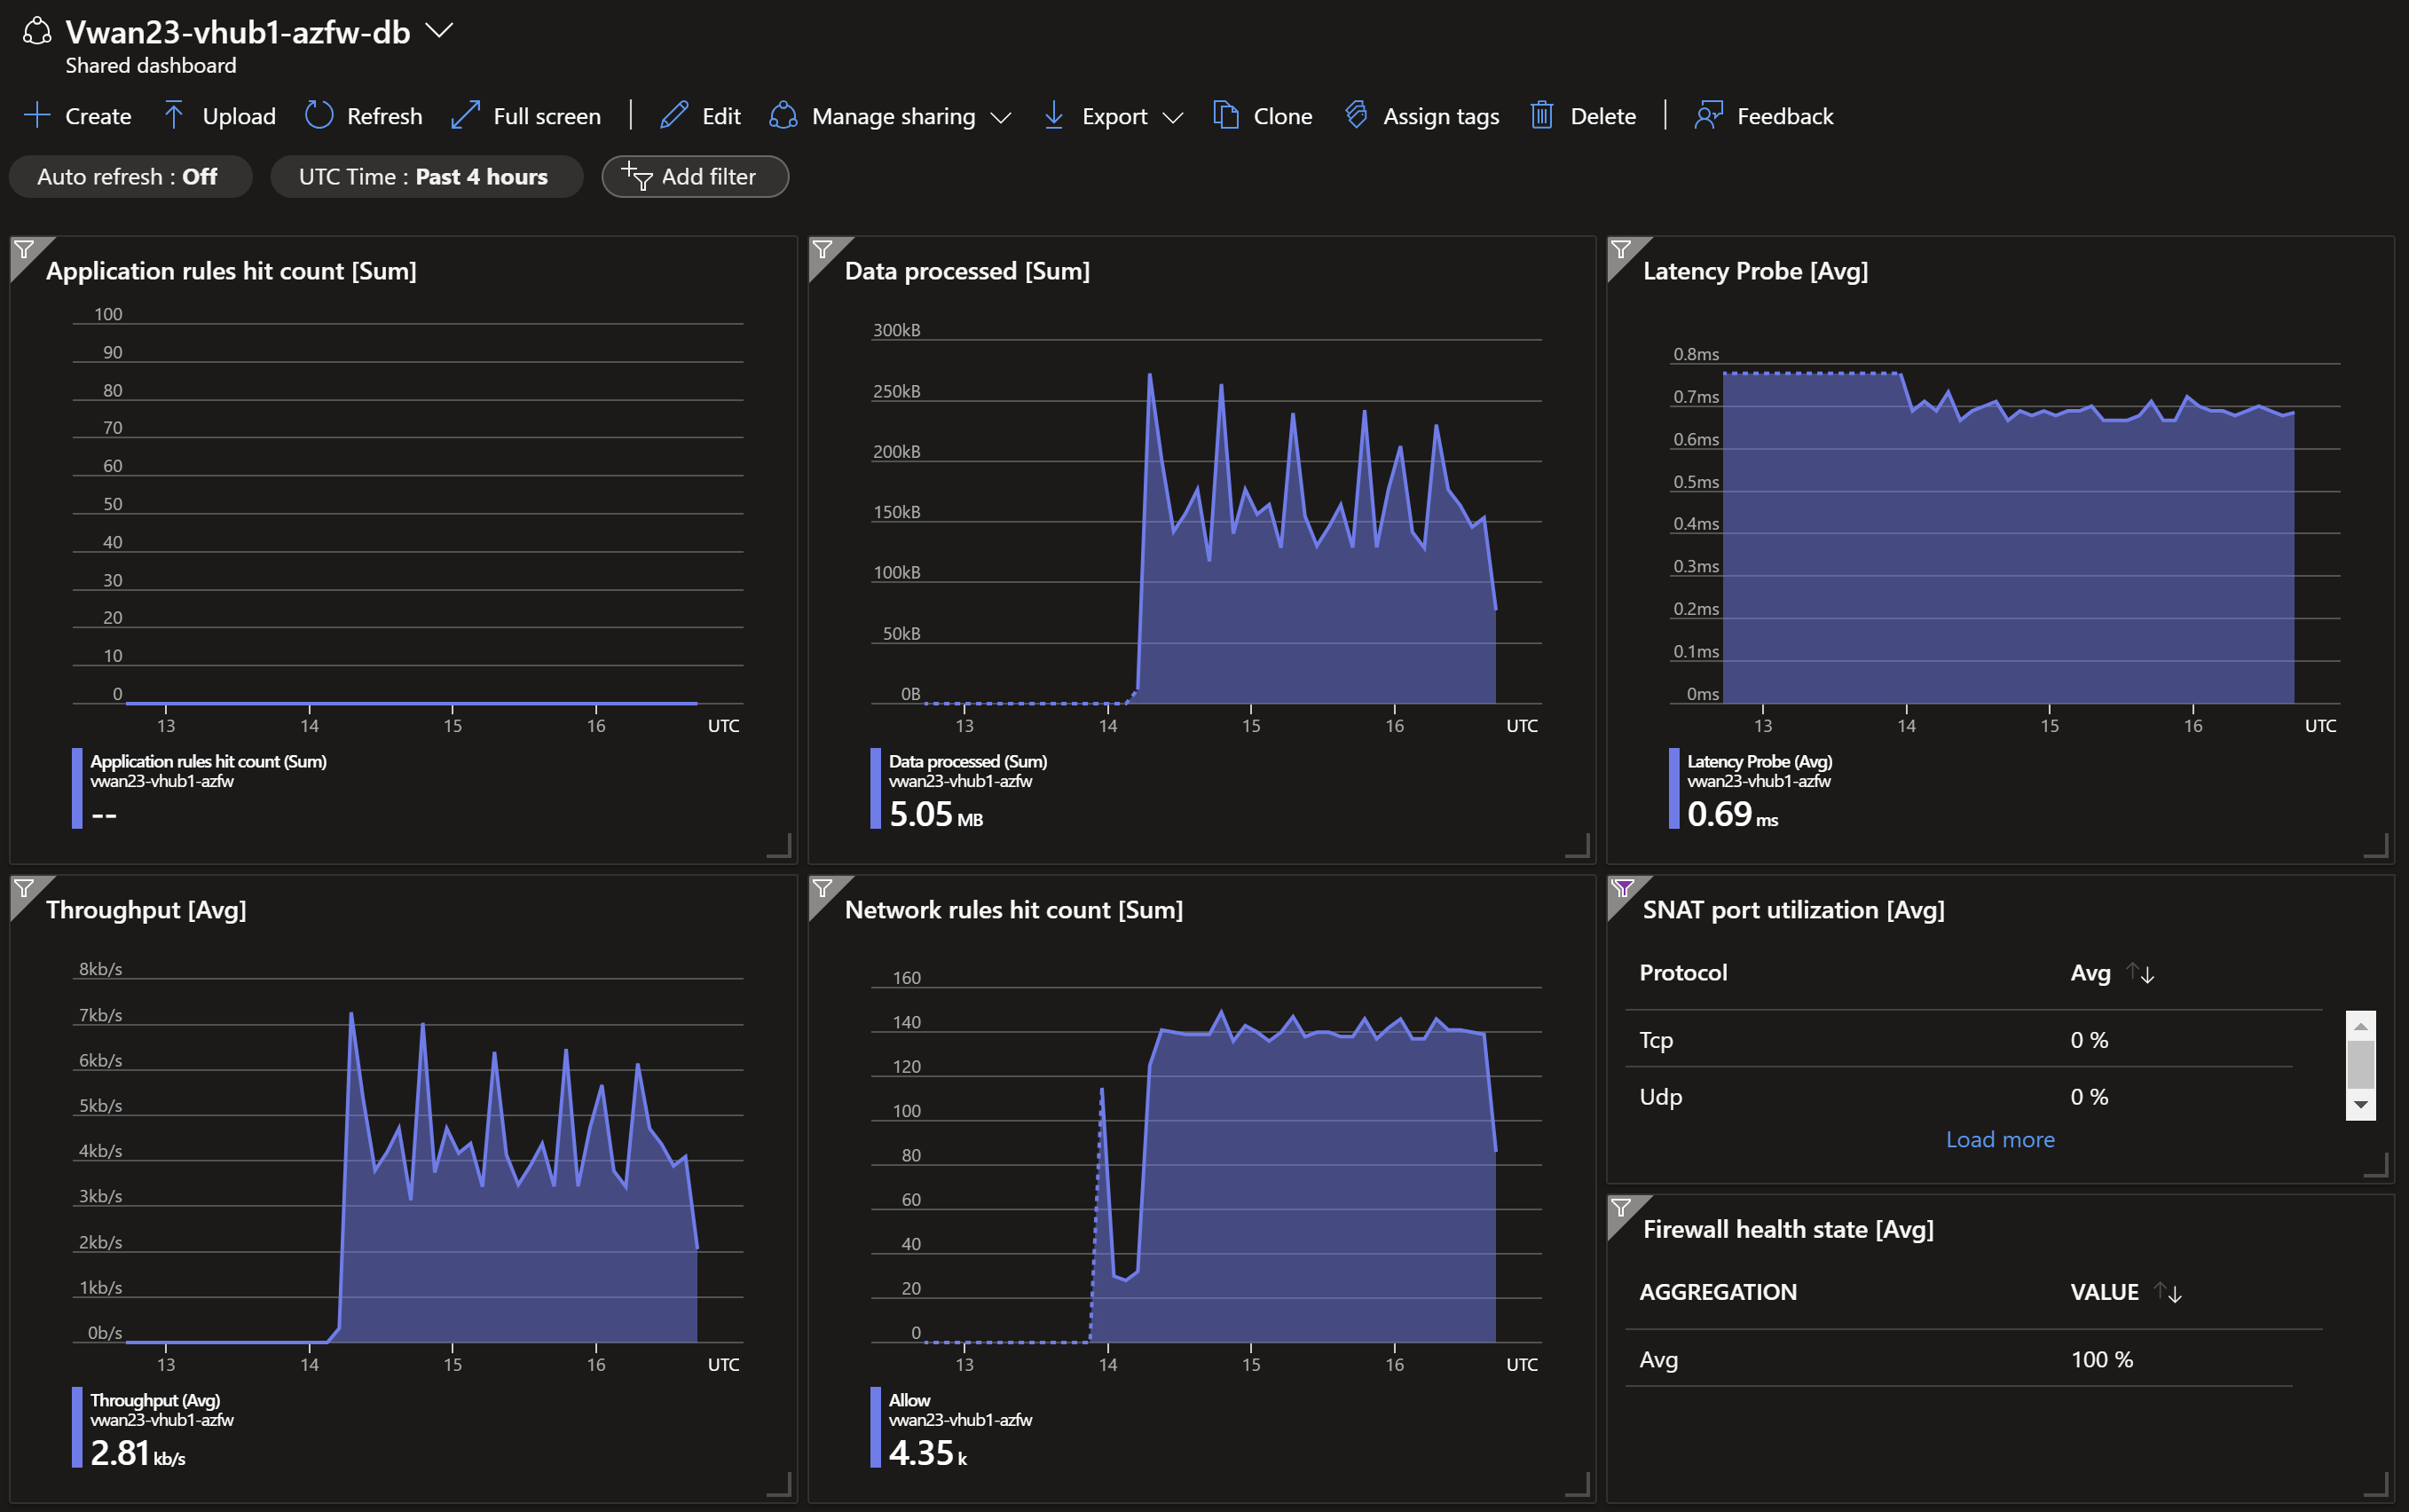 Vwan23-vhub1-azfw-db
Shared dashboard
Create Upload Refresh Full screen Edit Manage sharing Export Clone Assign tags Delete Feedback
Auto refresh : Off UTC Time : Past 4 hours Add filter
Application rules hit count [Sum]
100
90
80
70
60
50
40
30
20
10
0
13 14 15 16 UTC
Application rules hit count (Sum)
vwan23-vhub1-azfw
--
Data processed [Sum]
300kB
250kB
200kB
150kB
100kB
50kB
0B
13 14 15 16 UTC
Data processed (Sum)
vwan23-vhub1-azfw
5.05 MB
Latency Probe [Avg]
0.8ms
0.7ms
0.6ms
0.5ms
0.4ms
0.3ms
0.2ms
0.1ms
0ms
13 14 15 16 UTC
Latency Probe (Avg)
vwan23-vhub1-azfw
0.69 ms
Throughput [Avg]
8kb/s
7kb/s
6kb/s
5kb/s
4kb/s
3kb/s
2kb/s
1kb/s
0b/s
13 14 15 16 UTC
Throughput (Avg)
vwan23-vhub1-azfw
2.81 kb/s
Network rules hit count [Sum]
160
140
120
100
80
60
40
20
0
13 14 15 16 UTC
Allow
vwan23-vhub1-azfw
4.35 k
SNAT port utilization [Avg]
Protocol Avg
Tcp 0 %
Udp 0 %
Load more
Firewall health state [Avg]
AGGREGATION VALUE
Avg 100 %